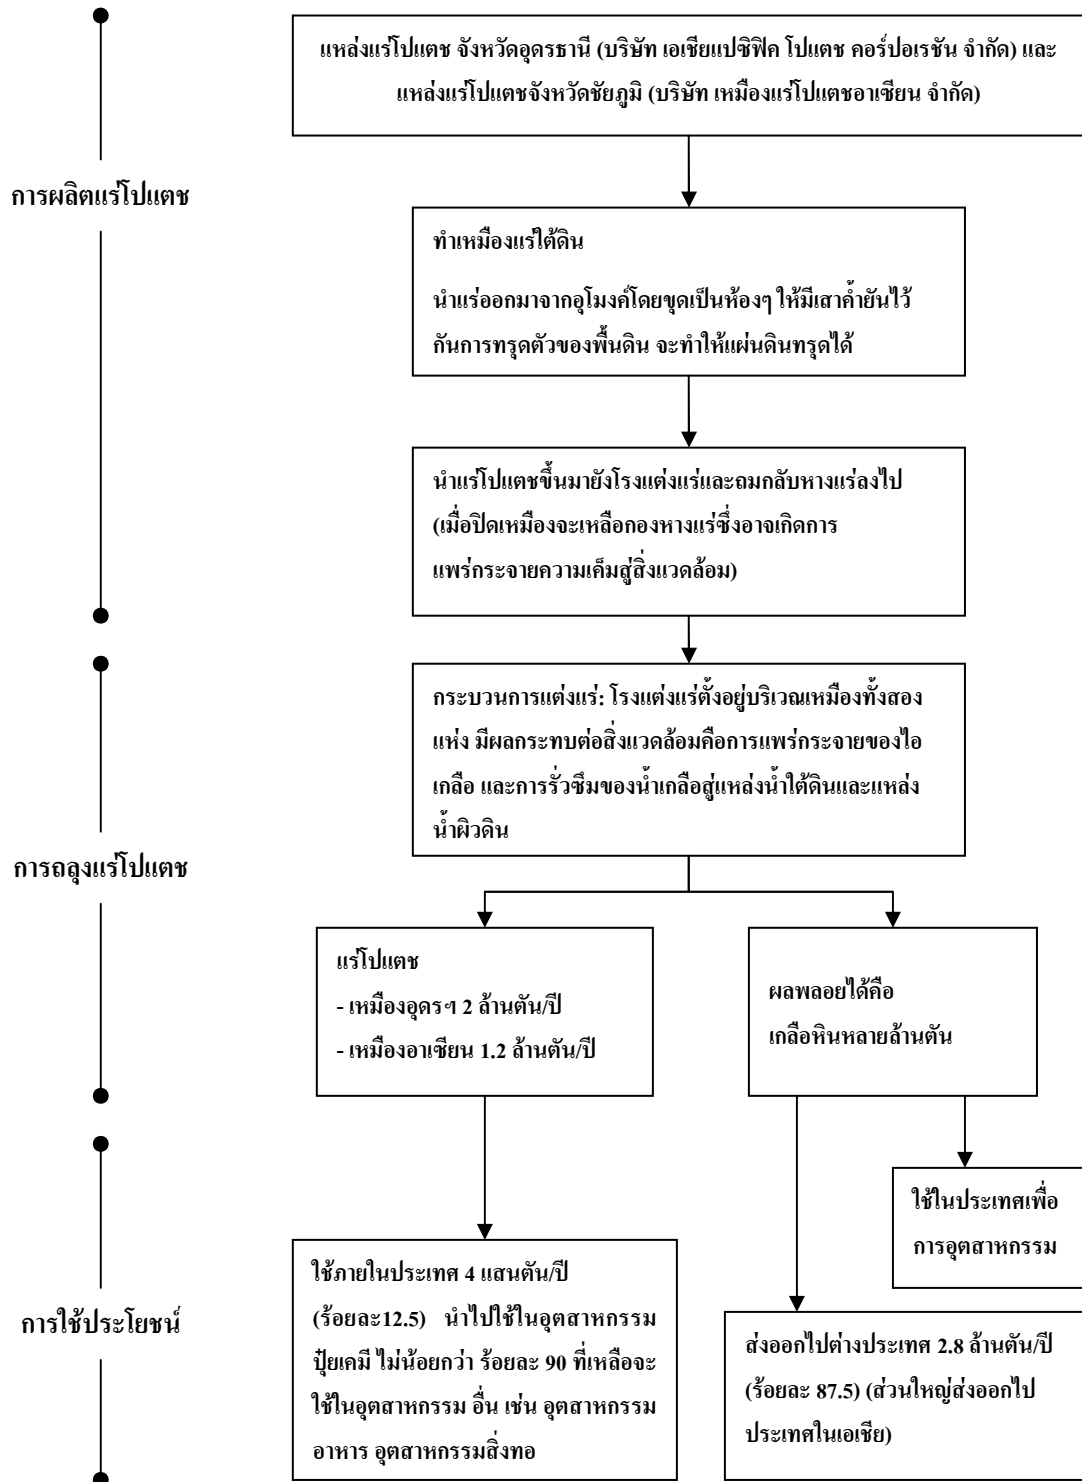 แหล่งแร่โปแตช จังหวัดอุดรธานี (บริษัท เอเชียแปซิฟิค โปแตช คอร์ปอเรชัน จำกัด) และ
แหล่งแร่โปแตชจังหวัดชัยภูมิ (บริษัท เหมืองแร่โปแตชอาเซียน จำกัด)
การผลิตแร่โปแตช
ทำเหมืองแร่ใต้ดิน
นำแร่ออกมาจากอุโมงค์โดยขุดเป็นห้องๆ ให้มีเสาค้ำยันไว้
กันการทรุดตัวของพื้นดิน จะทำให้แผ่นดินทรุดได้
นำแร่โปแตชขึ้นมายังโรงแต่งแร่และถมกลับหางแร่ลงไป
(เมื่อปิดเหมืองจะเหลือกองหางแร่ซึ่งอาจเกิดการ
แพร่กระจายความเค็มสู่สิ่งแวดล้อม)
กระบวนการแต่งแร่: โรงแต่งแร่ตั้งอยู่บริเวณเหมืองทั้งสอง
แห่ง มีผลกระทบต่อสิ่งแวดล้อมคือการแพร่กระจายของไอ
เกลือ และการรั่วซึมของน้ำเกลือสู่แหล่งน้ำใต้ดินและแหล่ง
น้ำผิวดิน
การถลุงแร่โปแตช
แร่โปแตช
- เหมืองอุดรฯ 2 ล้านตัน/ปี
- เหมืองอาเซียน 1.2 ล้านตัน/ปี
ผลพลอยได้คือ
เกลือหินหลายล้านตัน
ใช้ในประเทศเพื่อ
การอุตสาหกรรม
การใช้ประโยชน์
ใช้ภายในประเทศ 4 แสนตัน/ปี
(ร้อยละ12.5) นำไปใช้ในอุตสาหกรรม
ปุ๋ยเคมี ไม่น้อยกว่า ร้อยละ 90 ที่เหลือจะ
ใช้ในอุตสาหกรรม อื่น เช่น อุตสาหกรรม
อาหาร อุตสาหกรรมสิ่งทอ
ส่งออกไปต่างประเทศ 2.8 ล้านตัน/ปี
(ร้อยละ 87.5) (ส่วนใหญ่ส่งออกไป
ประเทศในเอเชีย)